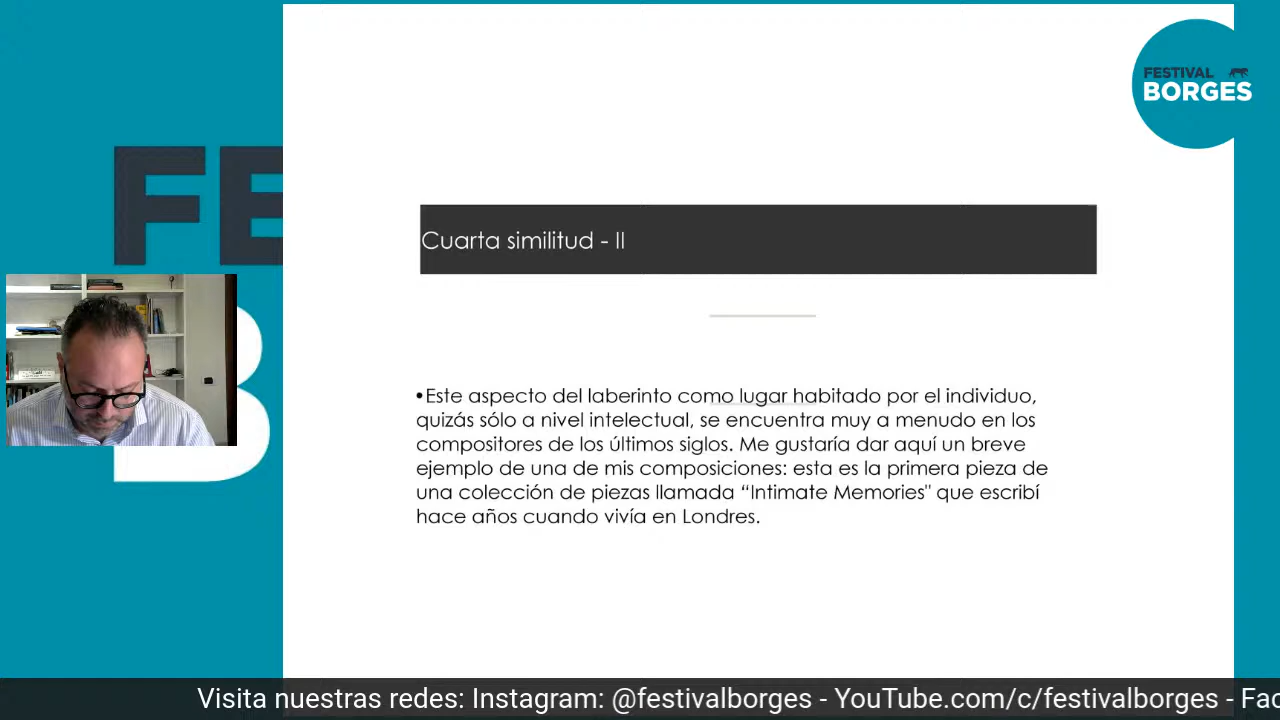 FESTIVAL
BORGES
FE
B
Cuarta similitud - II
•Este aspecto del laberinto como lugar habitado por el individuo,
quizás sólo a nivel intelectual, se encuentra muy a menudo en los
compositores de los últimos siglos. Me gustaría dar aquí un breve
ejemplo de una de mis composiciones: esta es la primera pieza de
una colección de piezas llamada “Intimate Memories" que escribí
hace años cuando vivía en Londres.
Visita nuestras redes: Instagram: @festivalborges - YouTube.com/c/festivalborges - Fac